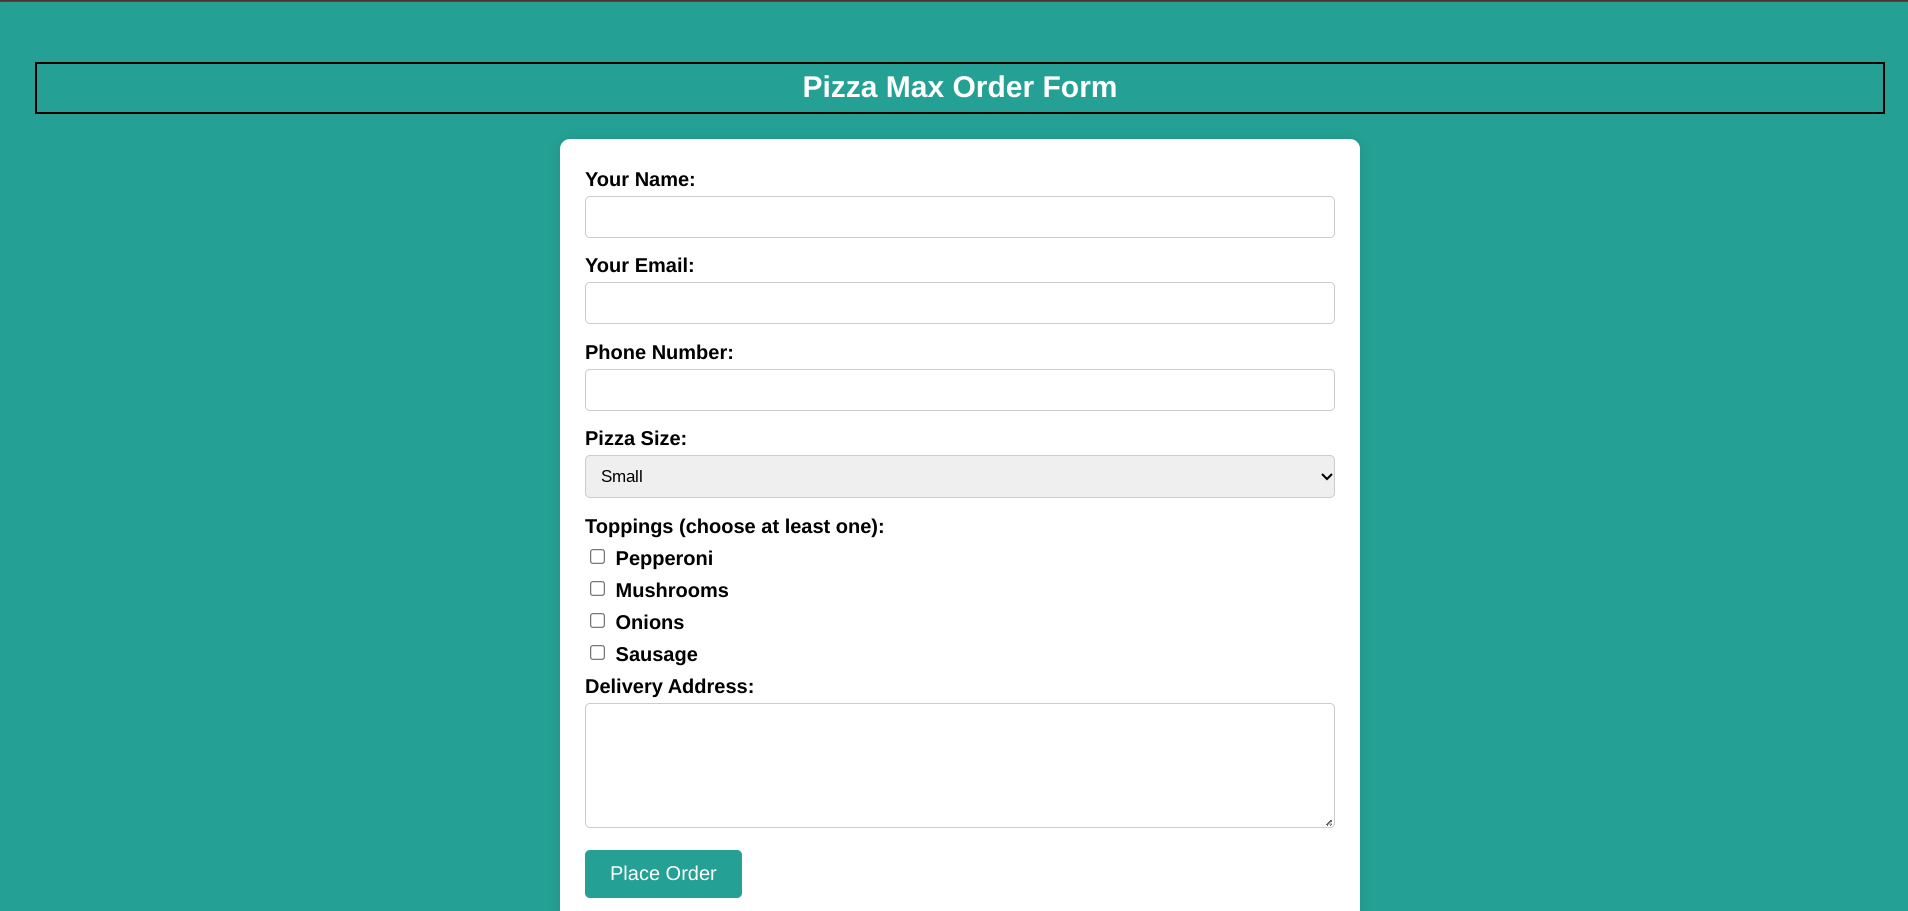 Pizza Max Order Form
Your Name:
Your Email:
Phone Number:
Pizza Size:
Small
Toppings (choose at least one):
Pepperoni
Mushrooms
Onions
Sausage
Delivery Address:
Place Order